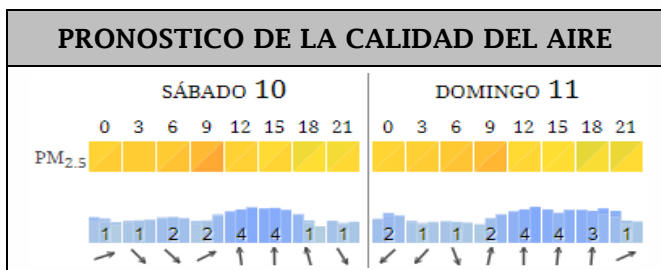 PRONOSTICO DE LA CALIDAD DEL AIRE
SÁBADO 10 DOMINGO 11
0 3 6 9 12 15 18 21 0 3 6 9 12 15 18 21
PM2.5
1 1 2 2 4 4 1 1 2 1 1 2 4 4 3 1